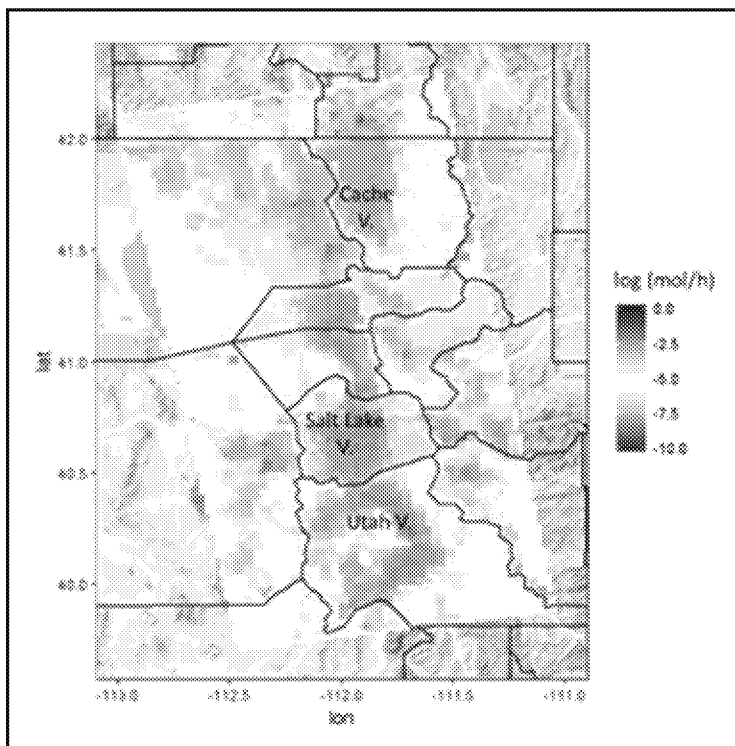 Cache
V.
Salt Lake
V.
Utah V.
42.0
41.5
41.0
40.5
40.0
lat
-113.0
-112.5
-112.0
-111.5
-111.0
lon
log (mol/h)
0.0
-2.5
-5.0
-7.5
-10.0